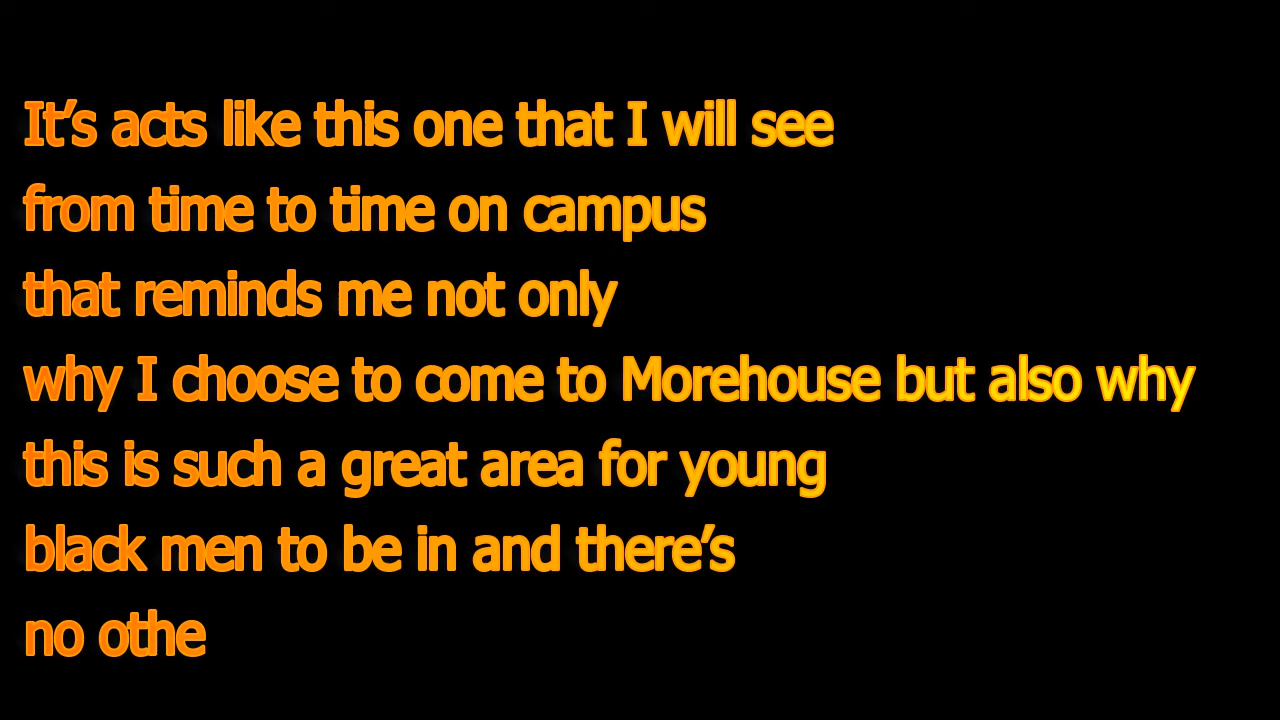 It’s acts like this one that I will see
from time to time on campus
that reminds me not only
why I choose to come to Morehouse but also why
this is such a great area for young
black men to be in and there’s
no othe